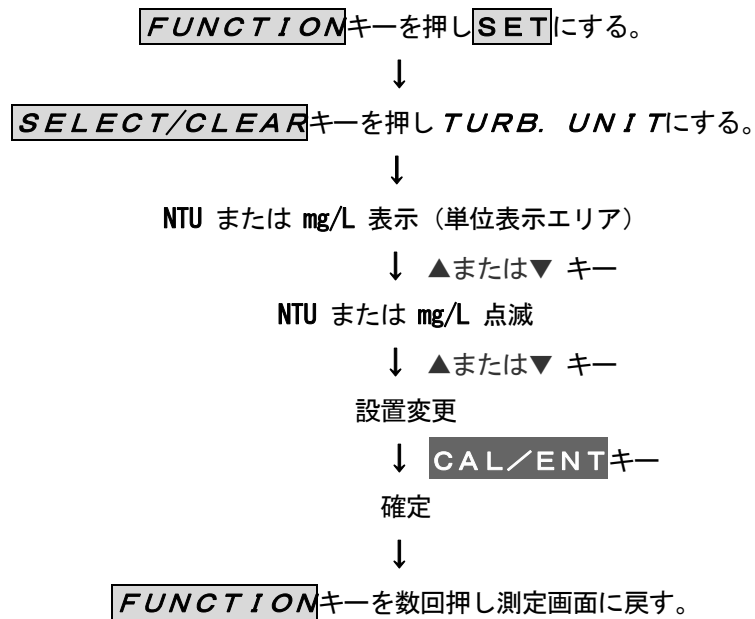 FUNCTIONキーを押しSETにする。
↓
SELECT/CLEARキーを押しTURB. UNITにする。
↓
NTU または mg/L 表示（単位表示エリア）
↓ ▲または▼ キー
NTU または mg/L 点滅
↓ ▲または▼ キー
設置変更
↓ CAL／ENTキー
確定
↓
FUNCTIONキーを数回押し測定画面に戻す。